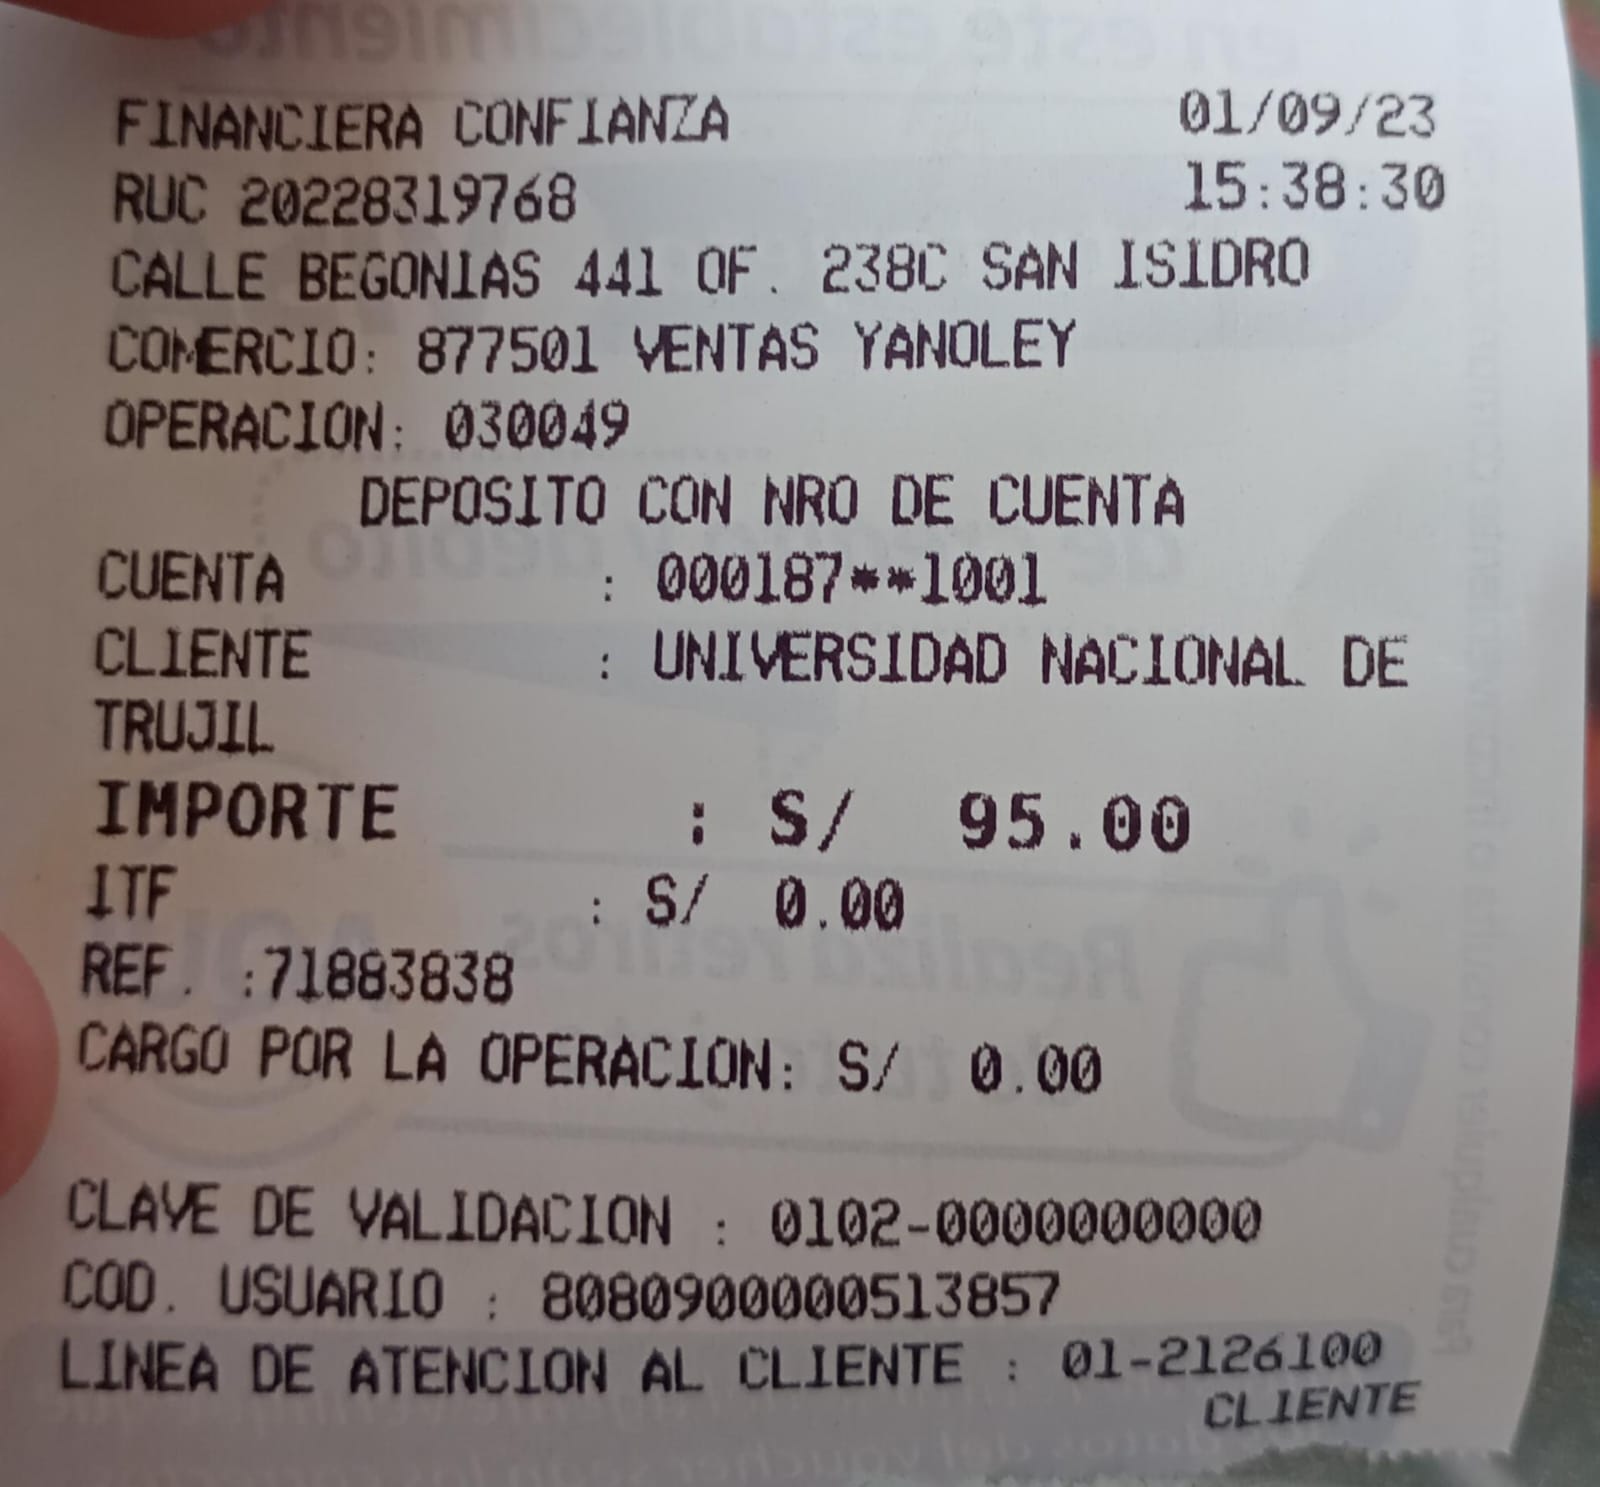 FINANCIERA CONFIANZA 01/09/23
RUC 20228319768 15:38:30
CALLE BEGONIAS 441 OF. 238C SAN ISIDRO
COMERCIO: 877501 VENTAS YANOLEY
OPERACION: 030049
DEPOSITO CON NRO DE CUENTA
CUENTA : 000187**1001
CLIENTE : UNIVERSIDAD NACIONAL DE
TRUJIL
IMPORTE : S/ 95.00
ITF : S/ 0.00
REF. :71883838
CARGO POR LA OPERACION: S/ 0.00
CLAVE DE VALIDACION : 0102-0000000000
COD. USUARIO : 8080900000513857
LINEA DE ATENCION AL CLIENTE : 01-2126100
CLIENTE